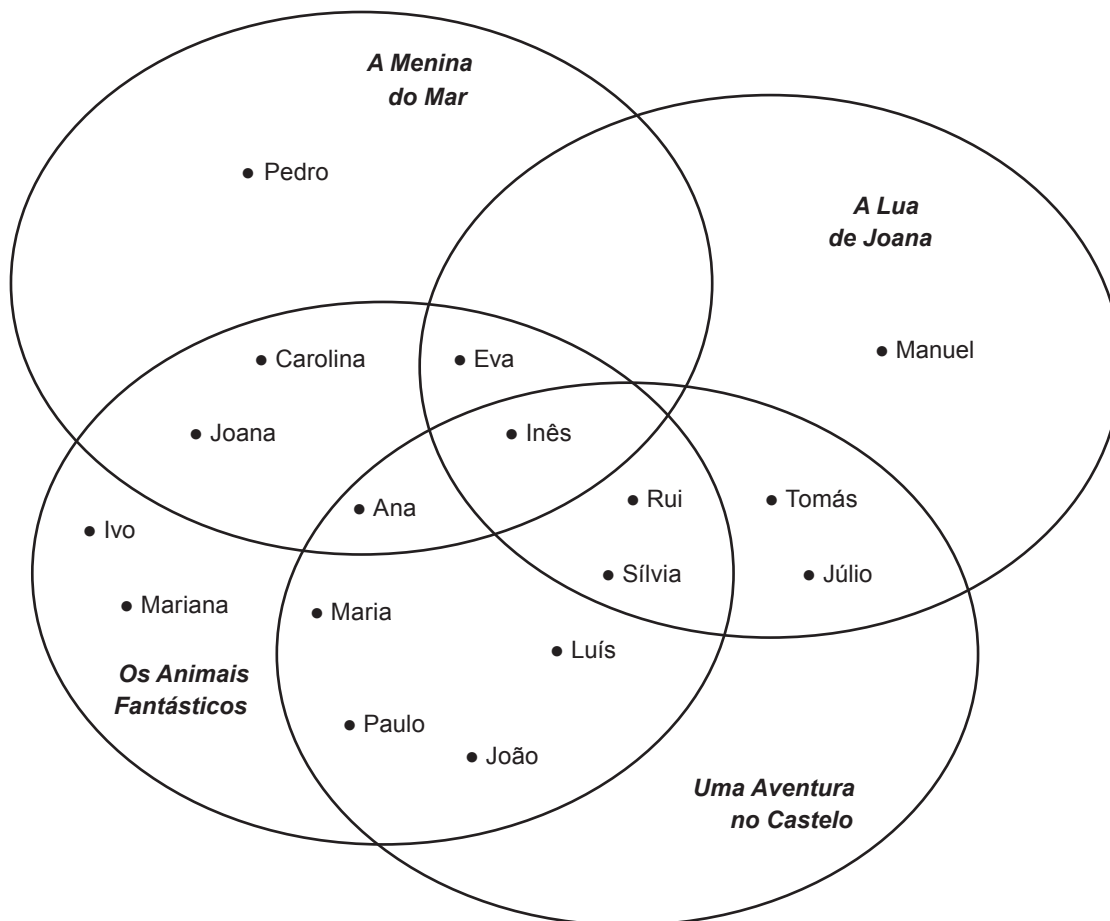 A Menina
do Mar
Pedro
A Lua
de Joana
Manuel
Carolina
Eva
Joana
Inês
Rui
Tomás
Ana
Ivo
Sílvia
Júlio
Mariana
Maria
Luís
Os Animais
Fantásticos
Paulo
João
Uma Aventura
no Castelo